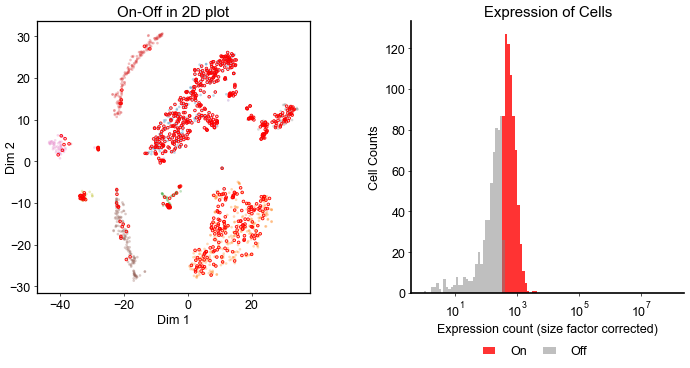 On-Off in 2D plot
30
20
10
0
−10
−20
−30
Dim 2
−40
−20
0
20
Dim 1
Expression of Cells
120
100
80
60
40
20
0
Cell Counts
10^1
10^3
10^5
10^7
Expression count (size factor corrected)
On
Off